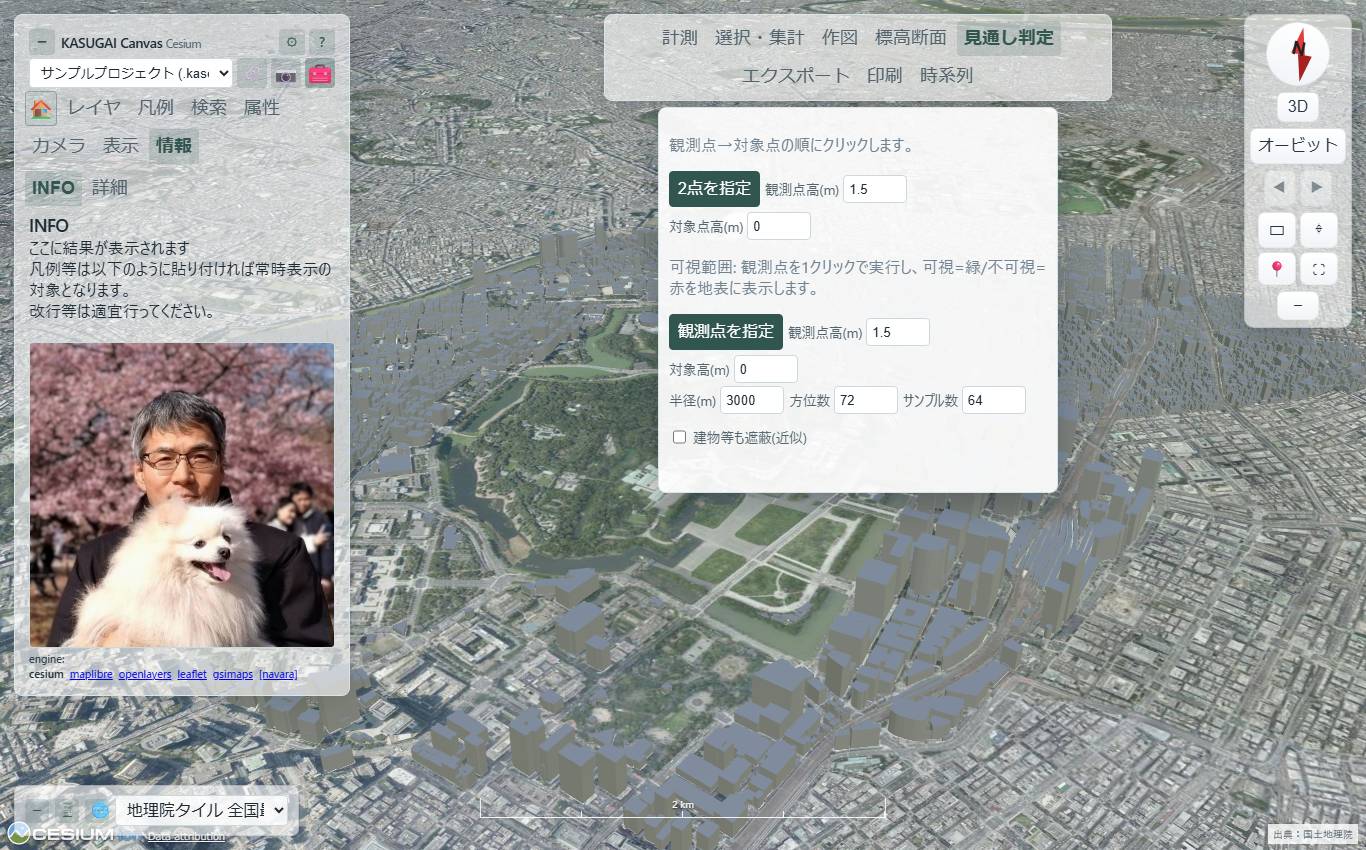 − KASUGAI Canvas Cesium ?
サンプルプロジェクト (.kasc
レイヤ 凡例 検索 属性
カメラ 表示 情報
INFO 詳細
INFO
ここに結果が表示されます
凡例等は以下のように貼り付ければ常時表示の
対象となります。
改行等は適宜行ってください。
engine:
cesium maplibre openlayers leaflet gsimaps [navara]
計測 選択・集計 作図 標高断面 見通し判定
エクスポート 印刷 時系列
観測点→対象点の順にクリックします。
2点を指定 観測点高(m) 1.5
対象点高(m) 0
可視範囲: 観測点を1クリックで実行し、可視=緑/不可視=
赤を地表に表示します。
観測点を指定 観測点高(m) 1.5
対象高(m) 0
半径(m) 3000 方位数 72 サンプル数 64
建物等も遮蔽(近似)
N
3D
オービット
−
2 km
− 地理院タイル 全国
CESIUM ion Data attribution
出典：国土地理院